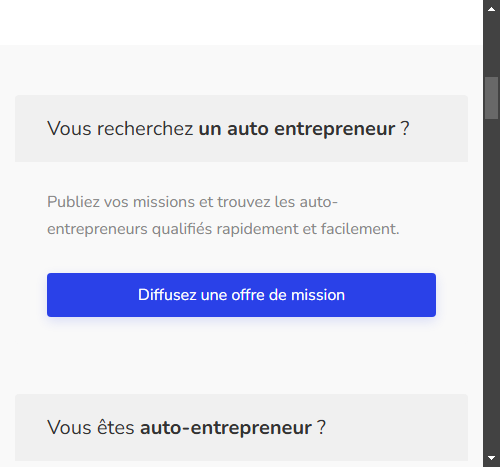 Vous recherchez un auto entrepreneur ?
Publiez vos missions et trouvez les auto-
entrepreneurs qualifiés rapidement et facilement.
Diffusez une offre de mission
Vous êtes auto-entrepreneur ?